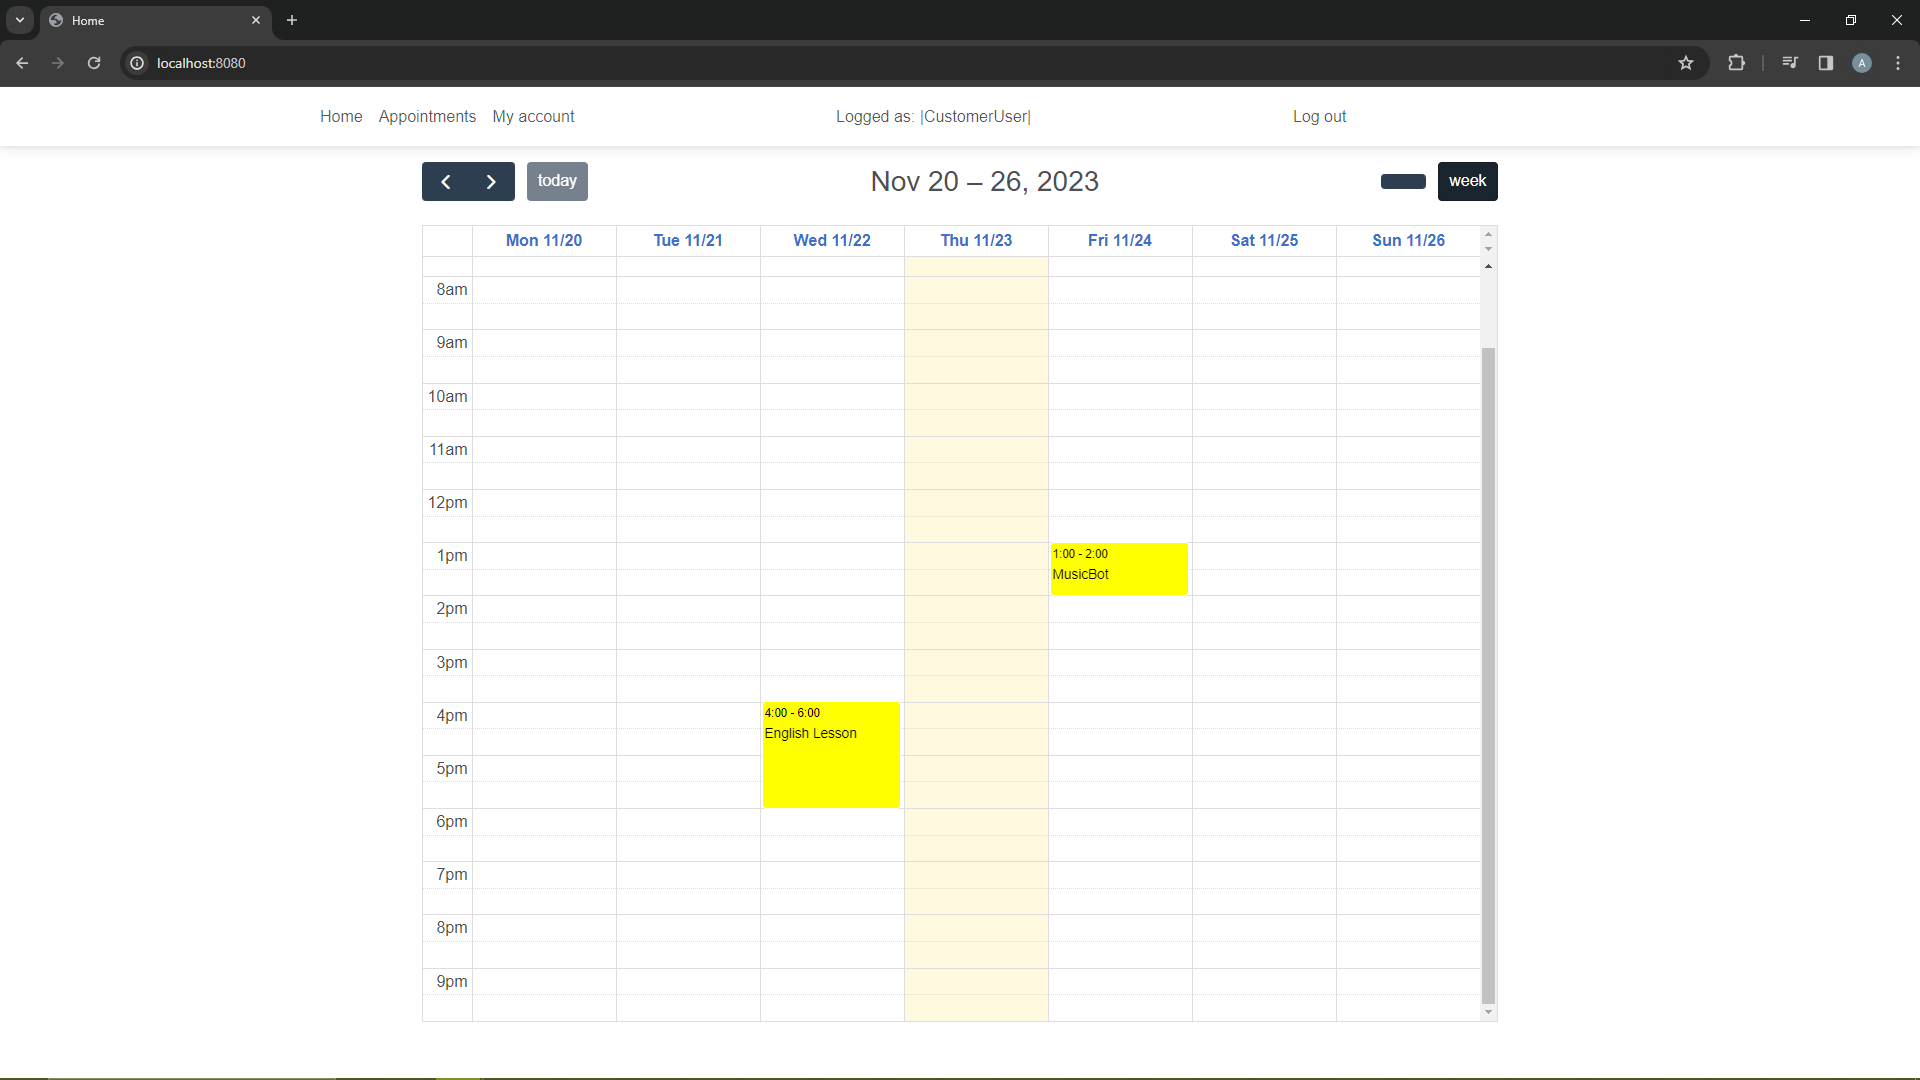 Home
localhost:8080
A
Home Appointments My account Logged as: |CustomerUser| Log out
today Nov 20 – 26, 2023 week
Mon 11/20 Tue 11/21 Wed 11/22 Thu 11/23 Fri 11/24 Sat 11/25 Sun 11/26
8am
9am
10am
11am
12pm
1pm
1:00 - 2:00
MusicBot
2pm
3pm
4pm
4:00 - 6:00
English Lesson
5pm
6pm
7pm
8pm
9pm